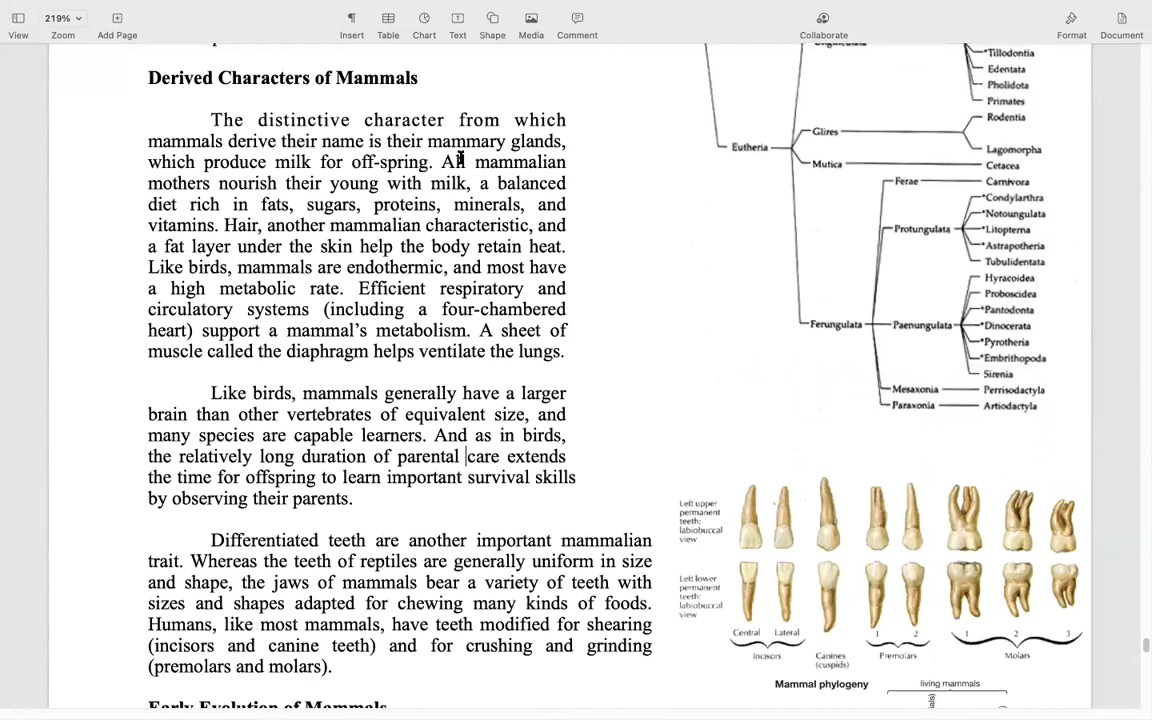 219%
View
Zoom
Add Page
Insert
Table
Chart
Text
Shape
Media
Comment
Collaborate
Format
Document
Derived Characters of Mammals
The distinctive character from which
mammals derive their name is their mammary glands,
which produce milk for off-spring. All mammalian
mothers nourish their young with milk, a balanced
diet rich in fats, sugars, proteins, minerals, and
vitamins. Hair, another mammalian characteristic, and
a fat layer under the skin help the body retain heat.
Like birds, mammals are endothermic, and most have
a high metabolic rate. Efficient respiratory and
circulatory systems (including a four-chambered
heart) support a mammal’s metabolism. A sheet of
muscle called the diaphragm helps ventilate the lungs.
Like birds, mammals generally have a larger
brain than other vertebrates of equivalent size, and
many species are capable learners. And as in birds,
the relatively long duration of parental care extends
the time for offspring to learn important survival skills
by observing their parents.
Differentiated teeth are another important mammalian
trait. Whereas the teeth of reptiles are generally uniform in size
and shape, the jaws of mammals bear a variety of teeth with
sizes and shapes adapted for chewing many kinds of foods.
Humans, like most mammals, have teeth modified for shearing
(incisors and canine teeth) and for crushing and grinding
(premolars and molars).
Early Evolution of Mammals
*Tillodontia
Edentata
Pholidota
Primates
Rodentia
Glires
Eutheria
Lagomorpha
Mutica
Cetacea
Ferae
Carnivora
*Condylarthra
*Notoungulata
Protungulata
*Litopterna
*Astrapotheria
Tubulidentata
Hyracoidea
Proboscidea
*Pantodonta
Ferungulata
Paenungulata
*Dinocerata
*Pyrotheria
*Embrithopoda
Sirenia
Mesaxonia
Perrisodactyla
Paraxonia
Artiodactyla
Left upper
permanent
teeth:
labiobuccal
view
Left lower
permanent
teeth:
labiobuccal
view
Central
Lateral
1
2
1
2
3
Incisors
Canines
(cuspids)
Premolars
Molars
Mammal phylogeny
living mammals